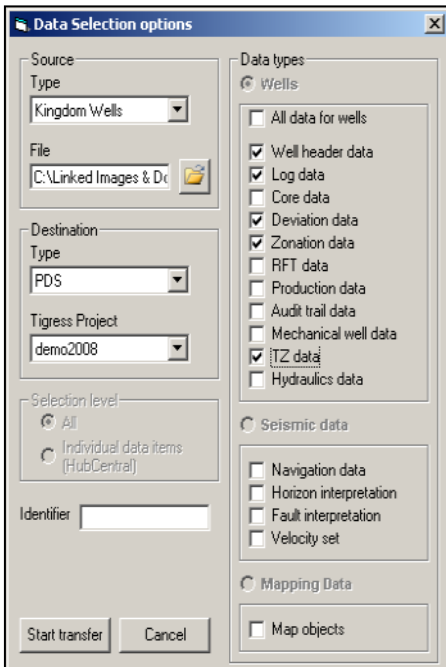 Data Selection options
Source
Type
Kingdom Wells
File
C:\Linked Images & Do
Destination
Type
PDS
Tigress Project
demo2008
Selection level
All
Individual data items
(HubCentral)
Identifier
Start transfer
Cancel
Data types
Wells
All data for wells
Well header data
Log data
Core data
Deviation data
Zonation data
RFT data
Production data
Audit trail data
Mechanical well data
TZ data
Hydraulics data
Seismic data
Navigation data
Horizon interpretation
Fault interpretation
Velocity set
Mapping Data
Map objects